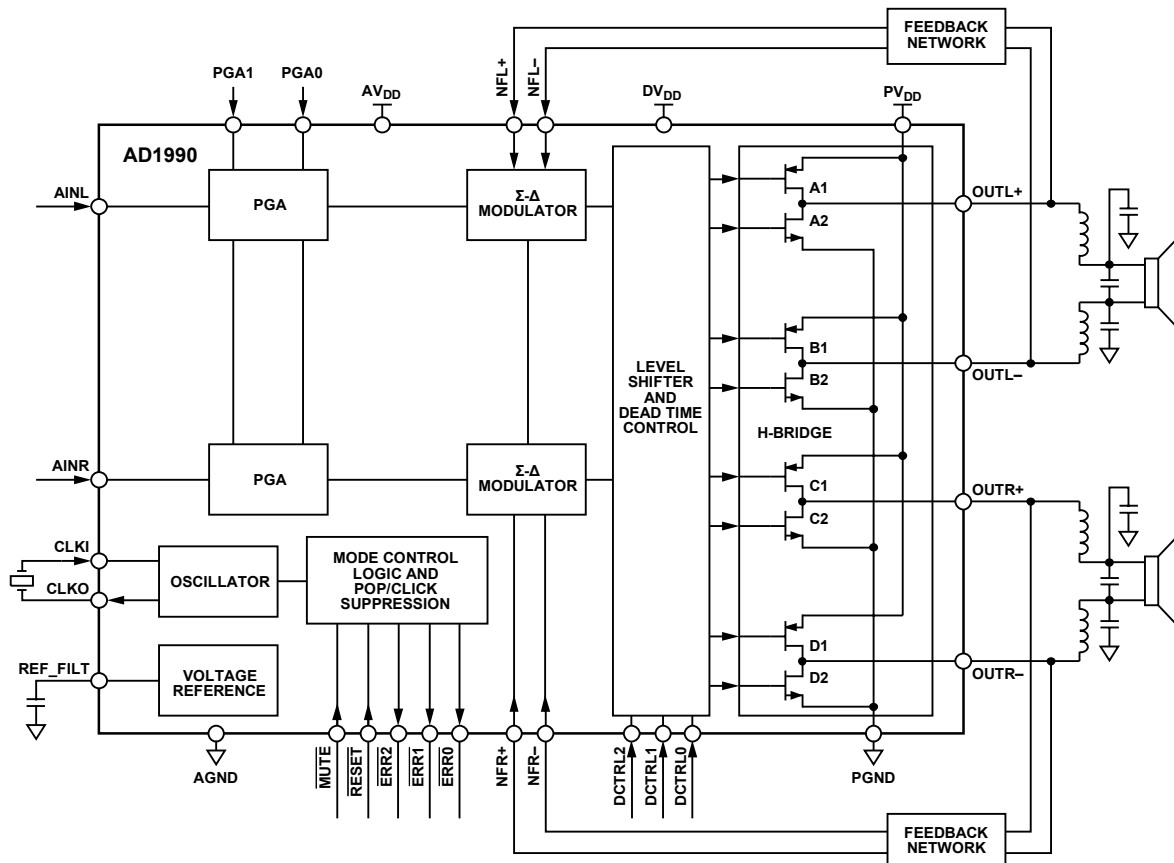 FEEDBACK
NETWORK
PGA1
PGA0
AVDD
NFL+
NFL–
DVDD
PVDD
AD1990
AINL
PGA
Σ-Δ
MODULATOR
A1
A2
OUTL+
B1
B2
OUTL–
LEVEL
SHIFTER
AND
DEAD TIME
CONTROL
H-BRIDGE
AINR
PGA
Σ-Δ
MODULATOR
C1
C2
OUTR+
CLKI
CLKO
OSCILLATOR
MODE CONTROL
LOGIC AND
POP/CLICK
SUPPRESSION
D1
D2
OUTR–
REF_FILT
VOLTAGE
REFERENCE
AGND
MUTE
RESET
ERR2
ERR1
ERR0
NFR+
NFR–
DCTRL2
DCTRL1
DCTRL0
PGND
FEEDBACK
NETWORK